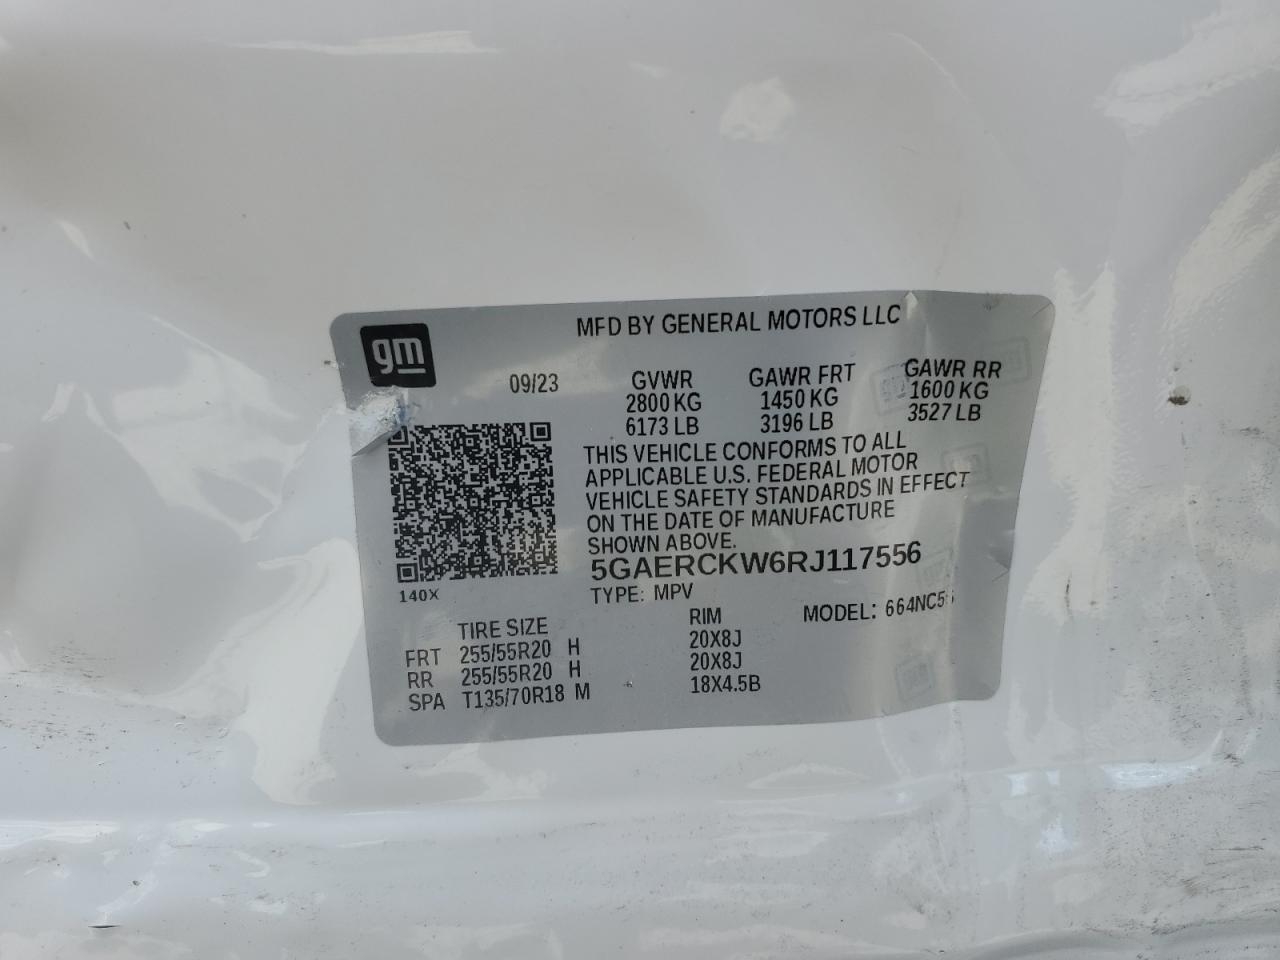 MFD BY GENERAL MOTORS LLC
gm
09/23
GVWR GAWR FRT GAWR RR
2800 KG 1450 KG 1600 KG
6173 LB 3196 LB 3527 LB
THIS VEHICLE CONFORMS TO ALL
APPLICABLE U.S. FEDERAL MOTOR
VEHICLE SAFETY STANDARDS IN EFFECT
ON THE DATE OF MANUFACTURE
SHOWN ABOVE.
5GAERCKW6RJ117556
140X
TYPE: MPV MODEL:
TIRE SIZE RIM
FRT 255/55R20 H 20X8J
RR 255/55R20 H 20X8J
SPA T135/70R18 M 18X4.5B